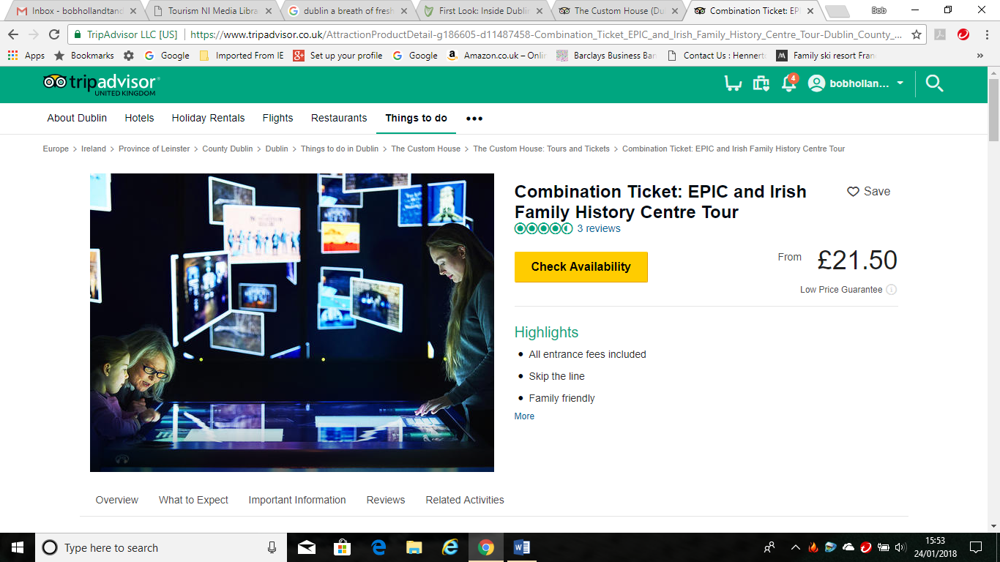 Inbox - bobhollandtand
Tourism NI Media Libra
dublin a breath of fresh
First Look: Inside Dublin
The Custom House (Du
Combination Ticket: EPI
Bob
TripAdvisor LLC [US]
https://www.tripadvisor.co.uk/AttractionProductDetail-g186605-d11487458-Combination_Ticket_EPIC_and_Irish_Family_History_Centre_Tour-Dublin_County_...
Apps
Bookmarks
Google
Imported From IE
Set up your profile
Google
Amazon.co.uk – Onlin
Barclays Business Ban
Contact Us : Hennerto
Family ski resort Fran
»
tripadvisor
UNITED KINGDOM
4
bobhollan...
About Dublin
Hotels
Holiday Rentals
Flights
Restaurants
Things to do
Europe > Ireland > Province of Leinster > County Dublin > Dublin > Things to do in Dublin > The Custom House > The Custom House: Tours and Tickets > Combination Ticket: EPIC and Irish Family History Centre Tour
Combination Ticket: EPIC and Irish
Family History Centre Tour
Save
3 reviews
Check Availability
From £21.50
Low Price Guarantee
Highlights
All entrance fees included
Skip the line
Family friendly
More
Overview
What to Expect
Important Information
Reviews
Related Activities
Type here to search
15:53
24/01/2018